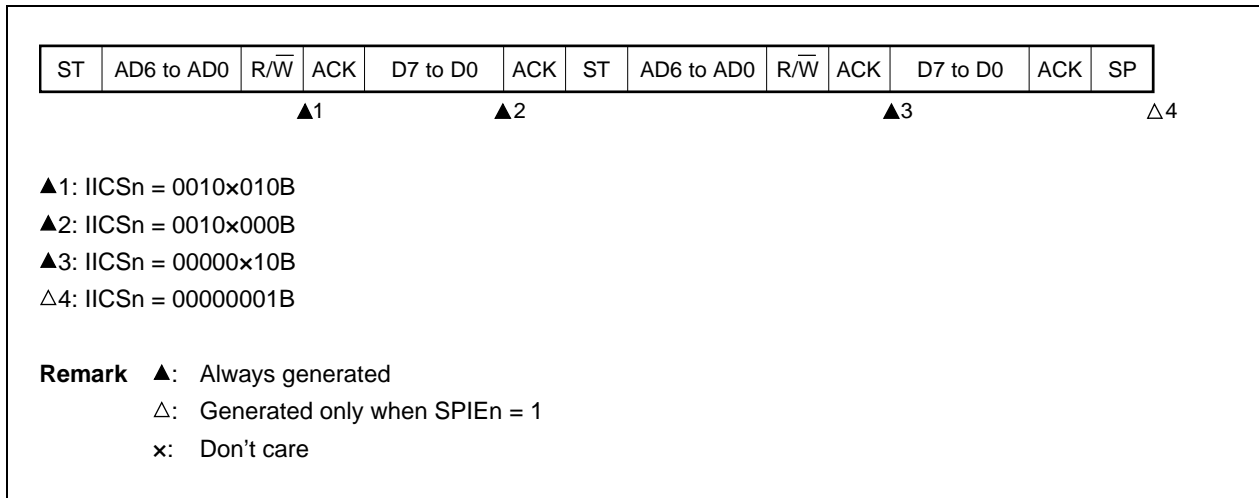 ST AD6 to AD0 R/W̅ ACK D7 to D0 ACK ST AD6 to AD0 R/W̅ ACK D7 to D0 ACK SP
▲1 ▲2 ▲3 △4
▲1: IICSn = 0010×010B
▲2: IICSn = 0010×000B
▲3: IICSn = 00000×10B
△4: IICSn = 00000001B
Remark ▲: Always generated
△: Generated only when SPIEn = 1
×: Don't care